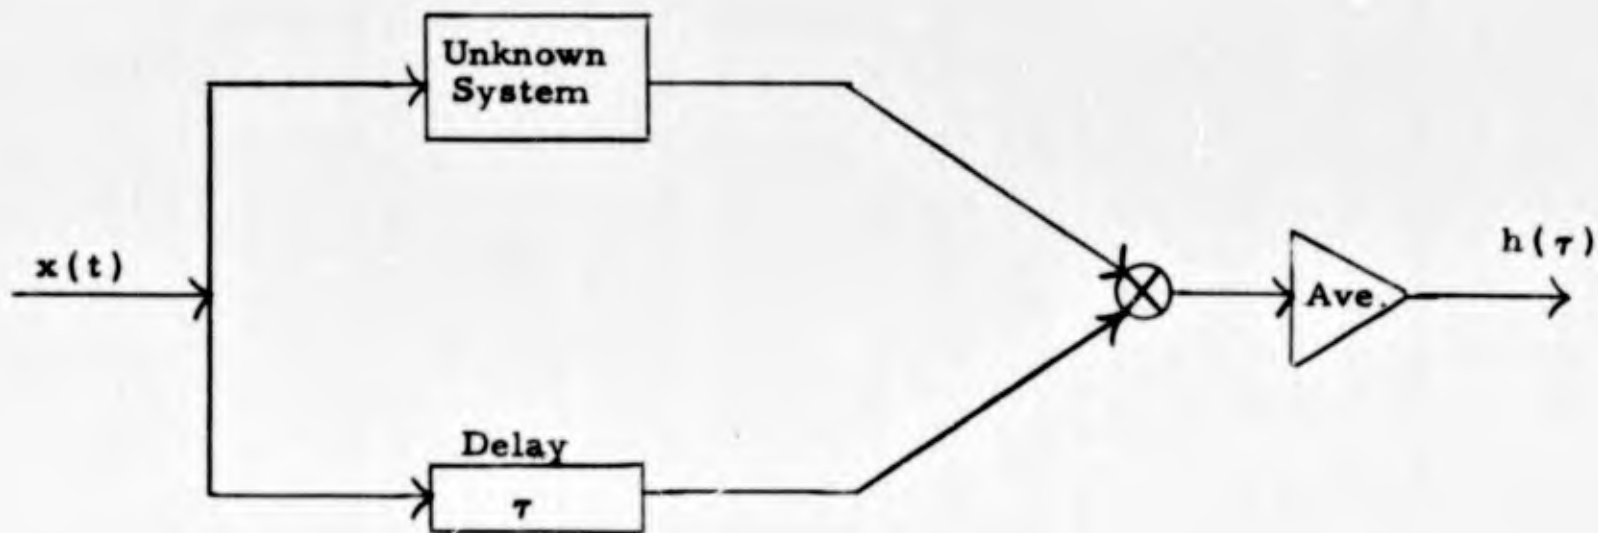 Unknown
System
x(t)
h(τ)
Ave.
Delay
τ